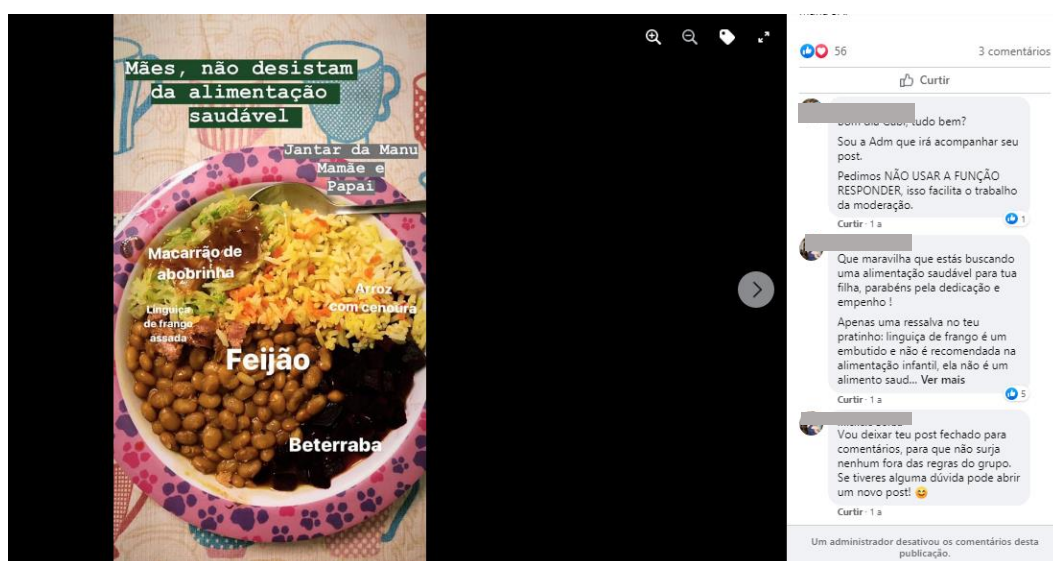 Mães, não desistam
da alimentação
saudável
Jantar da Manu
Mamãe e
Papai
Macarrão de
abobrinha
Linguiça
de frango
assada
Arroz
com cenoura
Feijão
Beterraba
56
3 comentários
Curtir
tudo bem?
Sou a Adm que irá acompanhar seu
post.
Pedimos NÃO USAR A FUNÇÃO
RESPONDER, isso facilita o trabalho
da moderação.
Curtir · 1 a
1
Que maravilha que estás buscando
uma alimentação saudável para tua
filha, parabéns pela dedicação e
empenho !
Apenas uma ressalva no teu
pratinho: linguiça de frango é um
embutido e não é recomendada na
alimentação infantil, ela não é um
alimento saud... Ver mais
Curtir · 1 a
5
Vou deixar teu post fechado para
comentários, para que não surja
nenhum fora das regras do grupo.
Se tiveres alguma dúvida pode abrir
um novo post! 😊
Curtir · 1 a
Um administrador desativou os comentários desta
publicação.